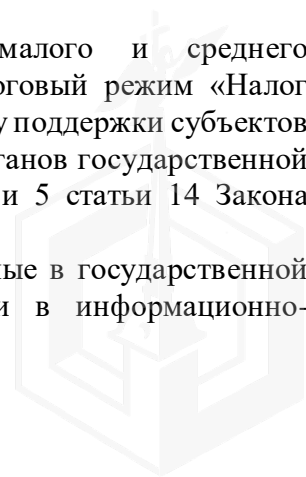 малого и среднего
оговый режим «Налог
у поддержки субъектов
ганов государственной
и 5 статьи 14 Закона
ные в государственной
и в информационно-